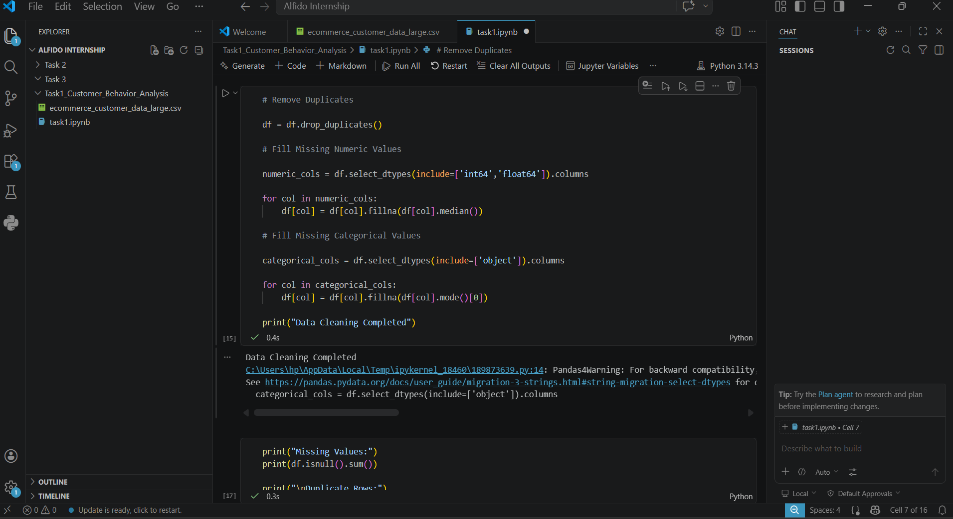 File Edit Selection View Go ··· Alfido Internship
EXPLORER ···
ALFIDO INTERNSHIP
Task 2
Task 3
Task1_Customer_Behavior_Analysis
ecommerce_customer_data_large.csv
task1.ipynb
OUTLINE
TIMELINE
Welcome ecommerce_customer_data_large.csv task1.ipynb
Task1_Customer_Behavior_Analysis > task1.ipynb > # Remove Duplicates
Generate + Code + Markdown Run All Restart Clear All Outputs Jupyter Variables ··· Python 3.14.3
# Remove Duplicates
df = df.drop_duplicates()
# Fill Missing Numeric Values
numeric_cols = df.select_dtypes(include=['int64','float64']).columns
for col in numeric_cols:
df[col] = df[col].fillna(df[col].median())
# Fill Missing Categorical Values
categorical_cols = df.select_dtypes(include=['object']).columns
for col in categorical_cols:
df[col] = df[col].fillna(df[col].mode()[0])
print("Data Cleaning Completed")
[15] 0.4s Python
Data Cleaning Completed
C:\Users\hp\AppData\Local\Temp\ipykernel_18460\189873639.py:14: Pandas4Warning: For backward compatibility
See https://pandas.pydata.org/docs/user_guide/migration-3-strings.html#string-migration-select-dtypes for
categorical_cols = df.select_dtypes(include=['object']).columns
print("Missing Values:")
print(df.isnull().sum())
print("\nDuplicate Rows:")
[17] 0.3s Python
CHAT
SESSIONS
Tip: Try the Plan agent to research and plan
before implementing changes.
+ task1.ipynb • Cell 7
Describe what to build
Auto
Local Default Approvals
0 0 Update is ready, click to restart. Spaces: 4 Cell 7 of 16